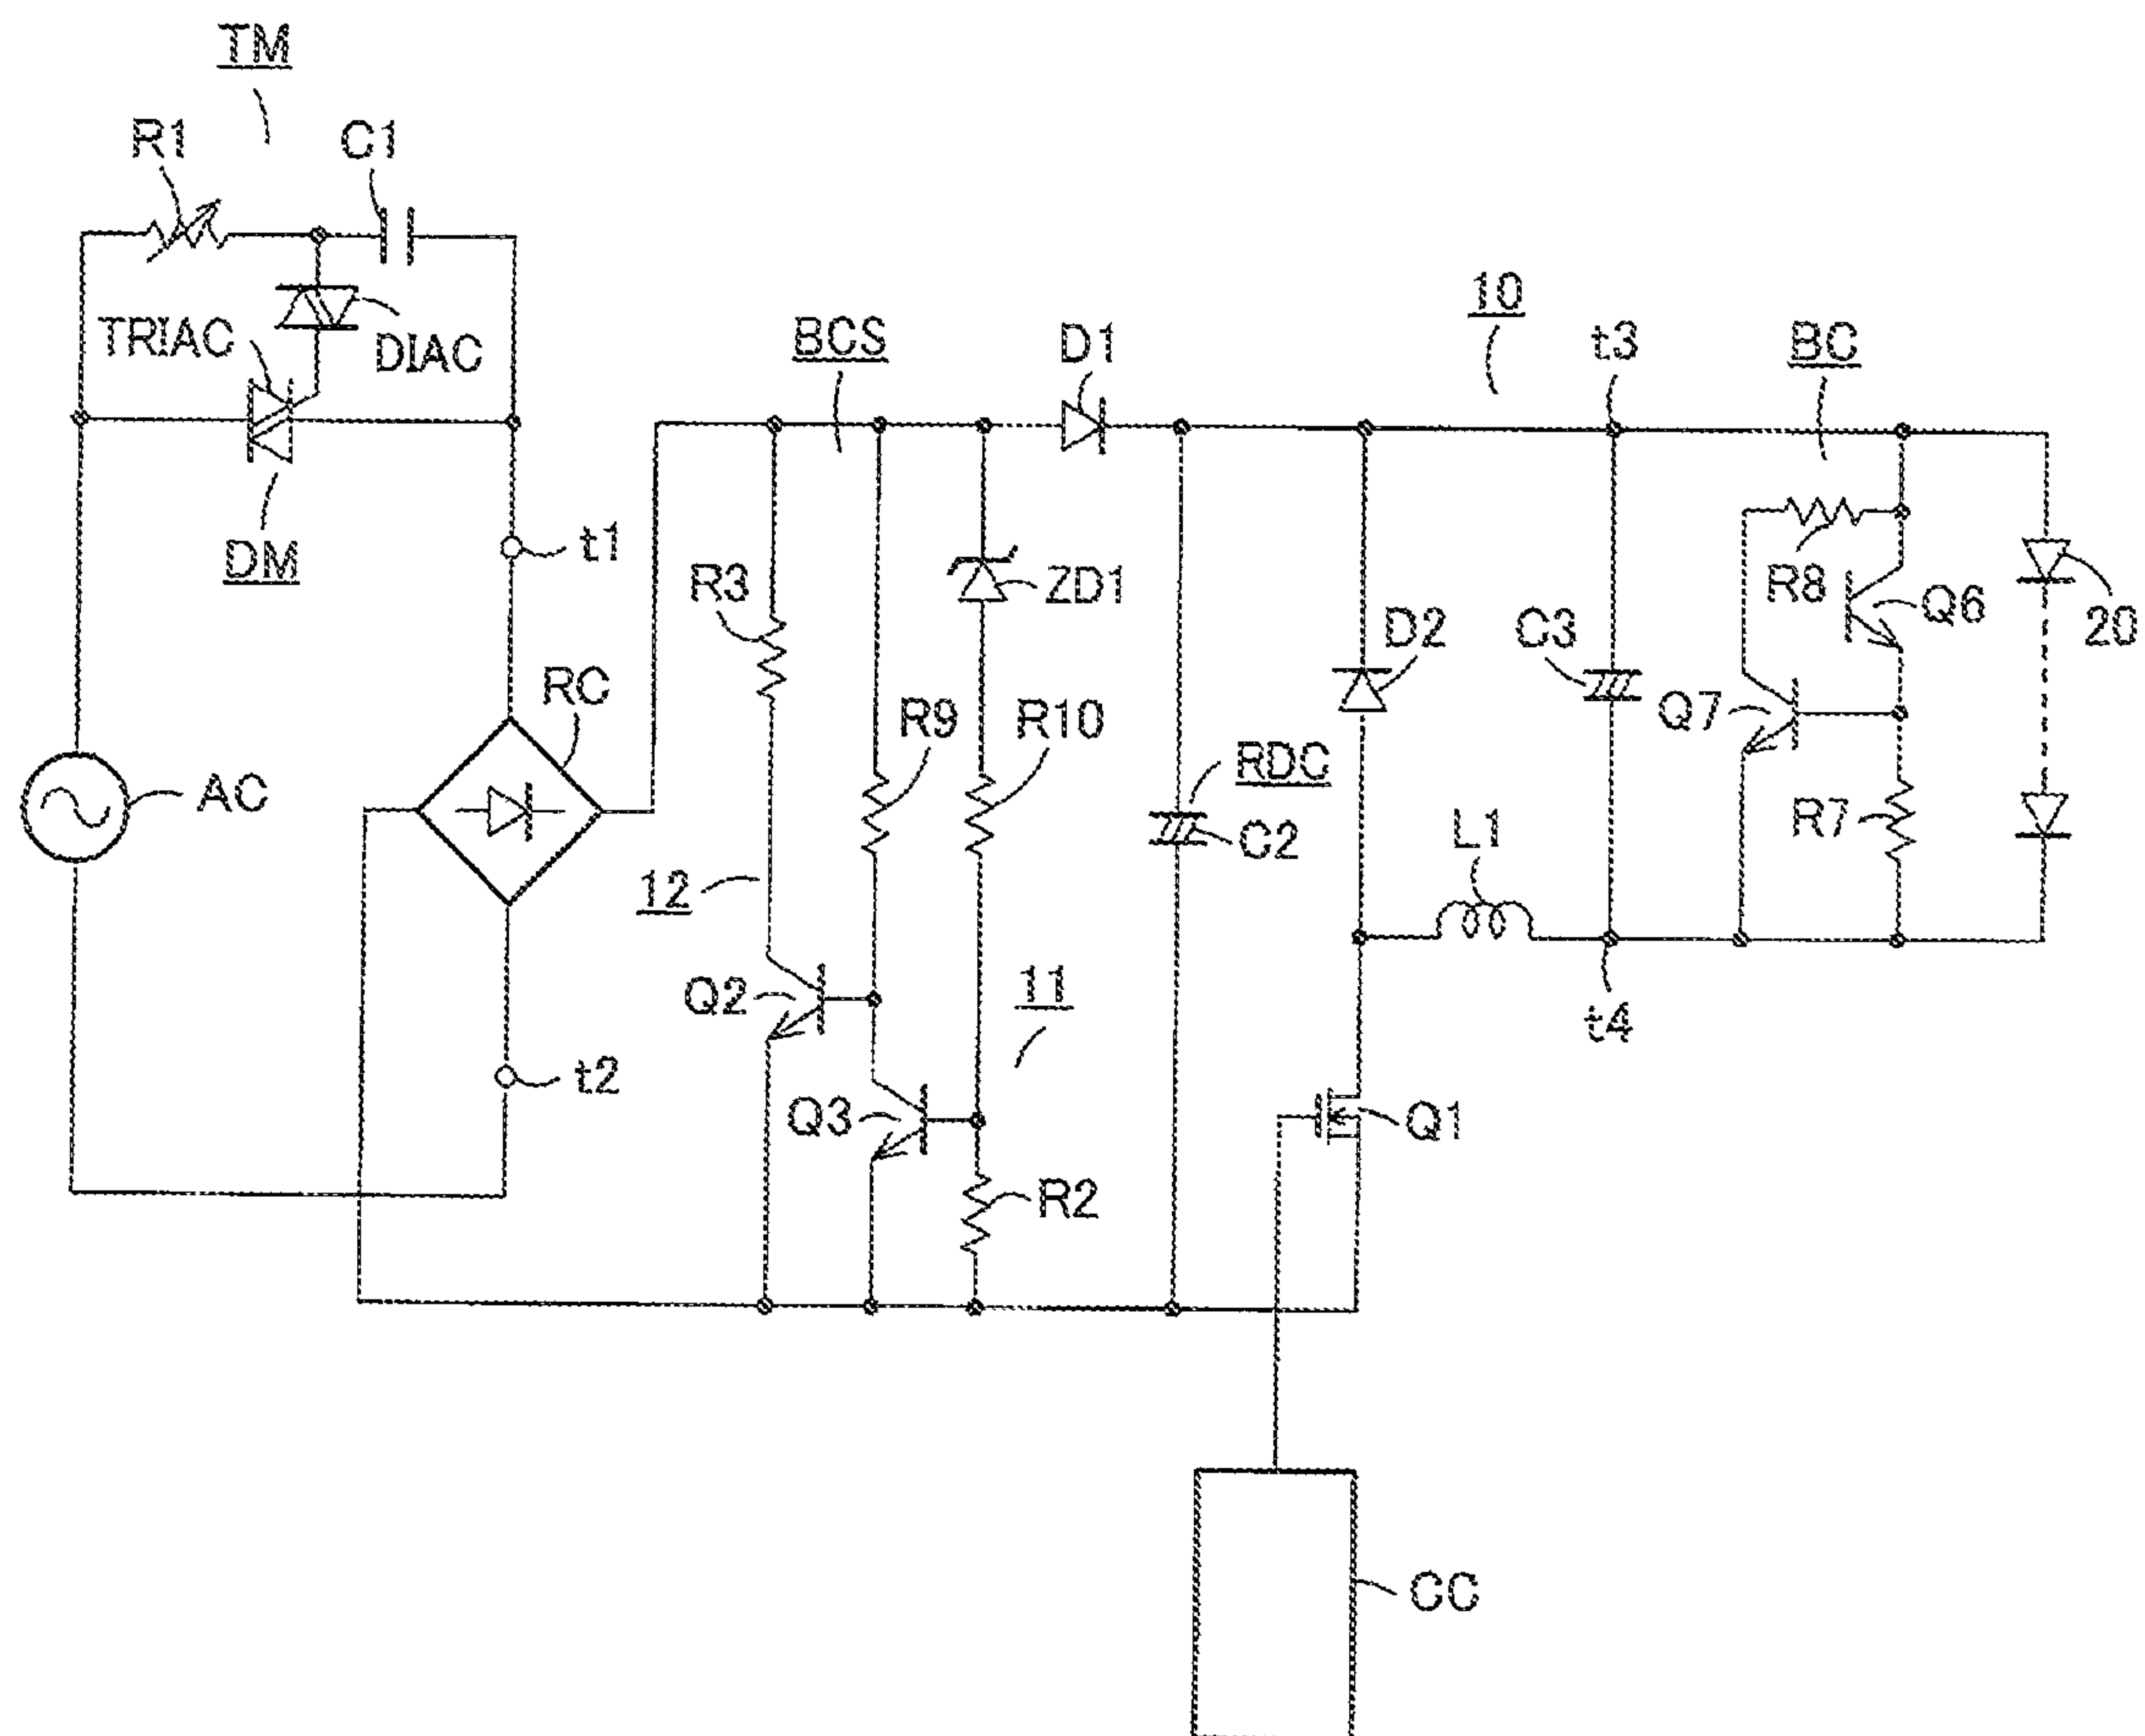 TM
R1
C1
TRIAC
DIAC
DM
t1
BCS
D1
10
t3
BC
R3
ZD1
R8
Q6
20
RC
R9
R10
RDC
D2
C3
Q7
AC
12
C2
L1
R7
Q2
11
t4
t2
Q3
Q1
R2
CC